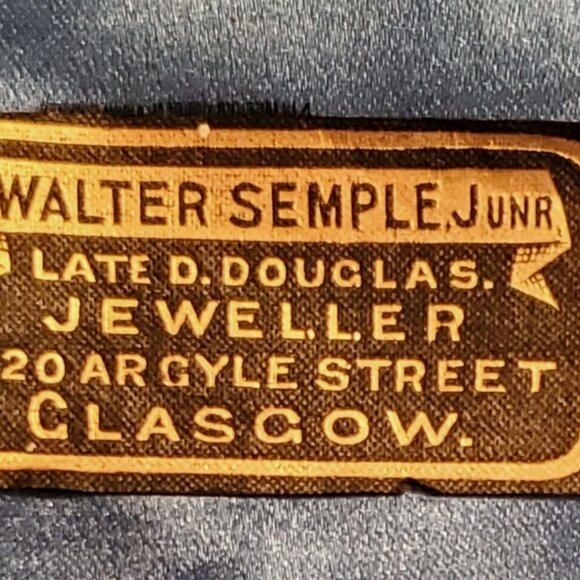 WALTER SEMPLE, JUNR
LATE D. DOUGLAS.
JEWELLER
20 ARGYLE STREET
GLASGOW.